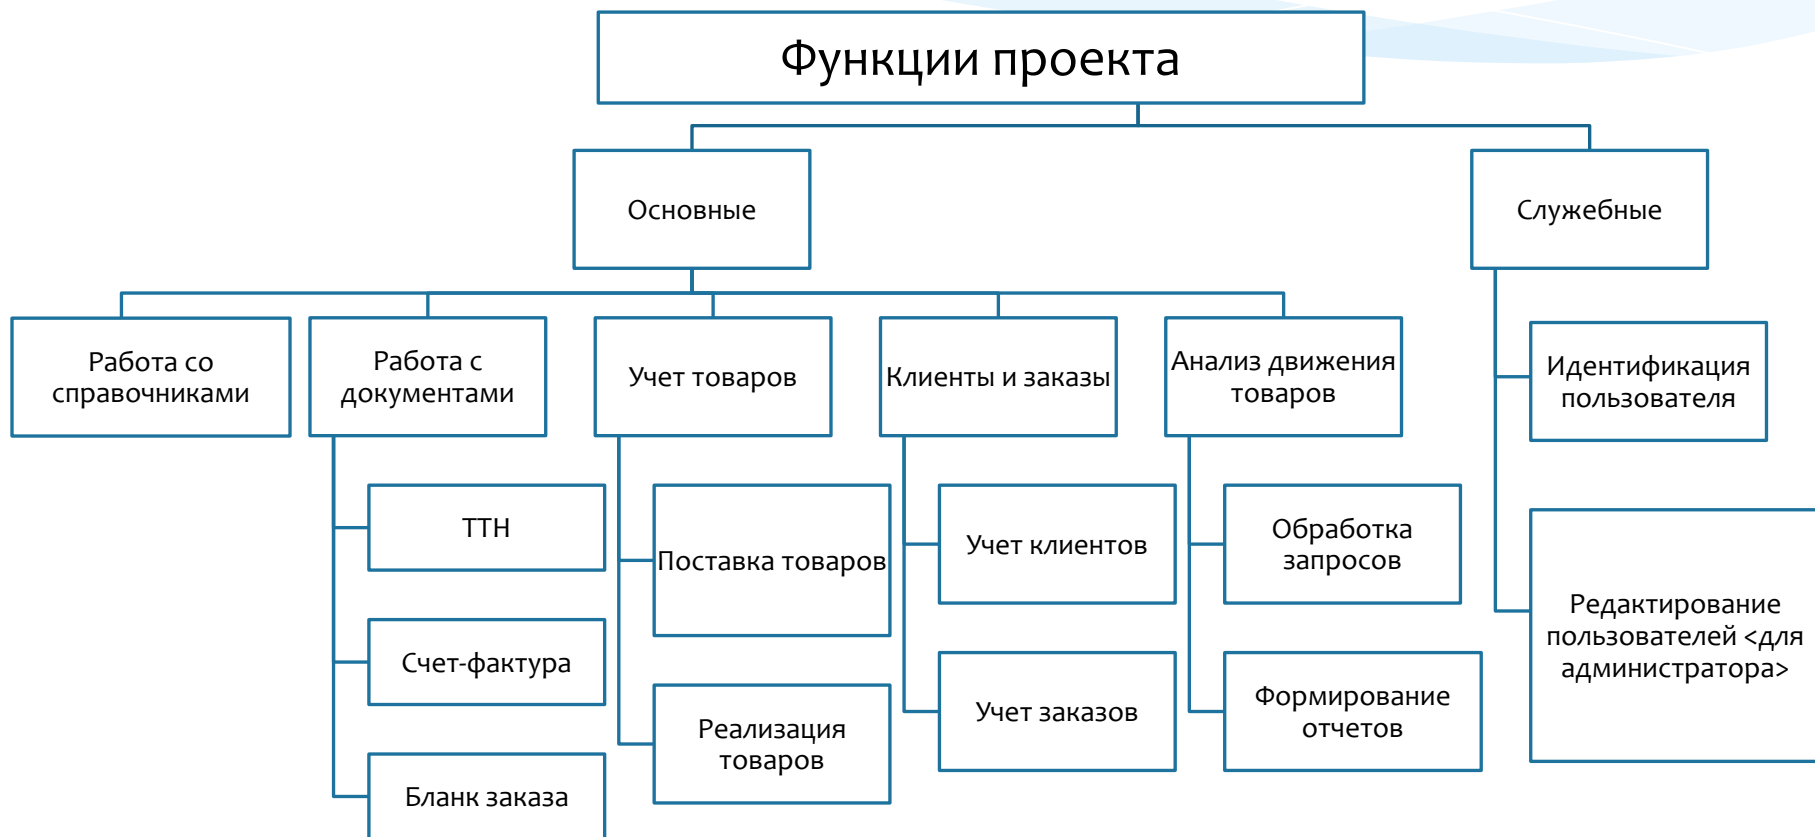 Функции проекта
Основные
Служебные
Работа со
справочниками
Работа с
документами
Учет товаров
Клиенты и заказы
Анализ движения
товаров
Идентификация
пользователя
ТТН
Поставка товаров
Учет клиентов
Обработка
запросов
Редактирование
пользователей <для
администратора>
Счет-фактура
Реализация
товаров
Учет заказов
Формирование
отчетов
Бланк заказа